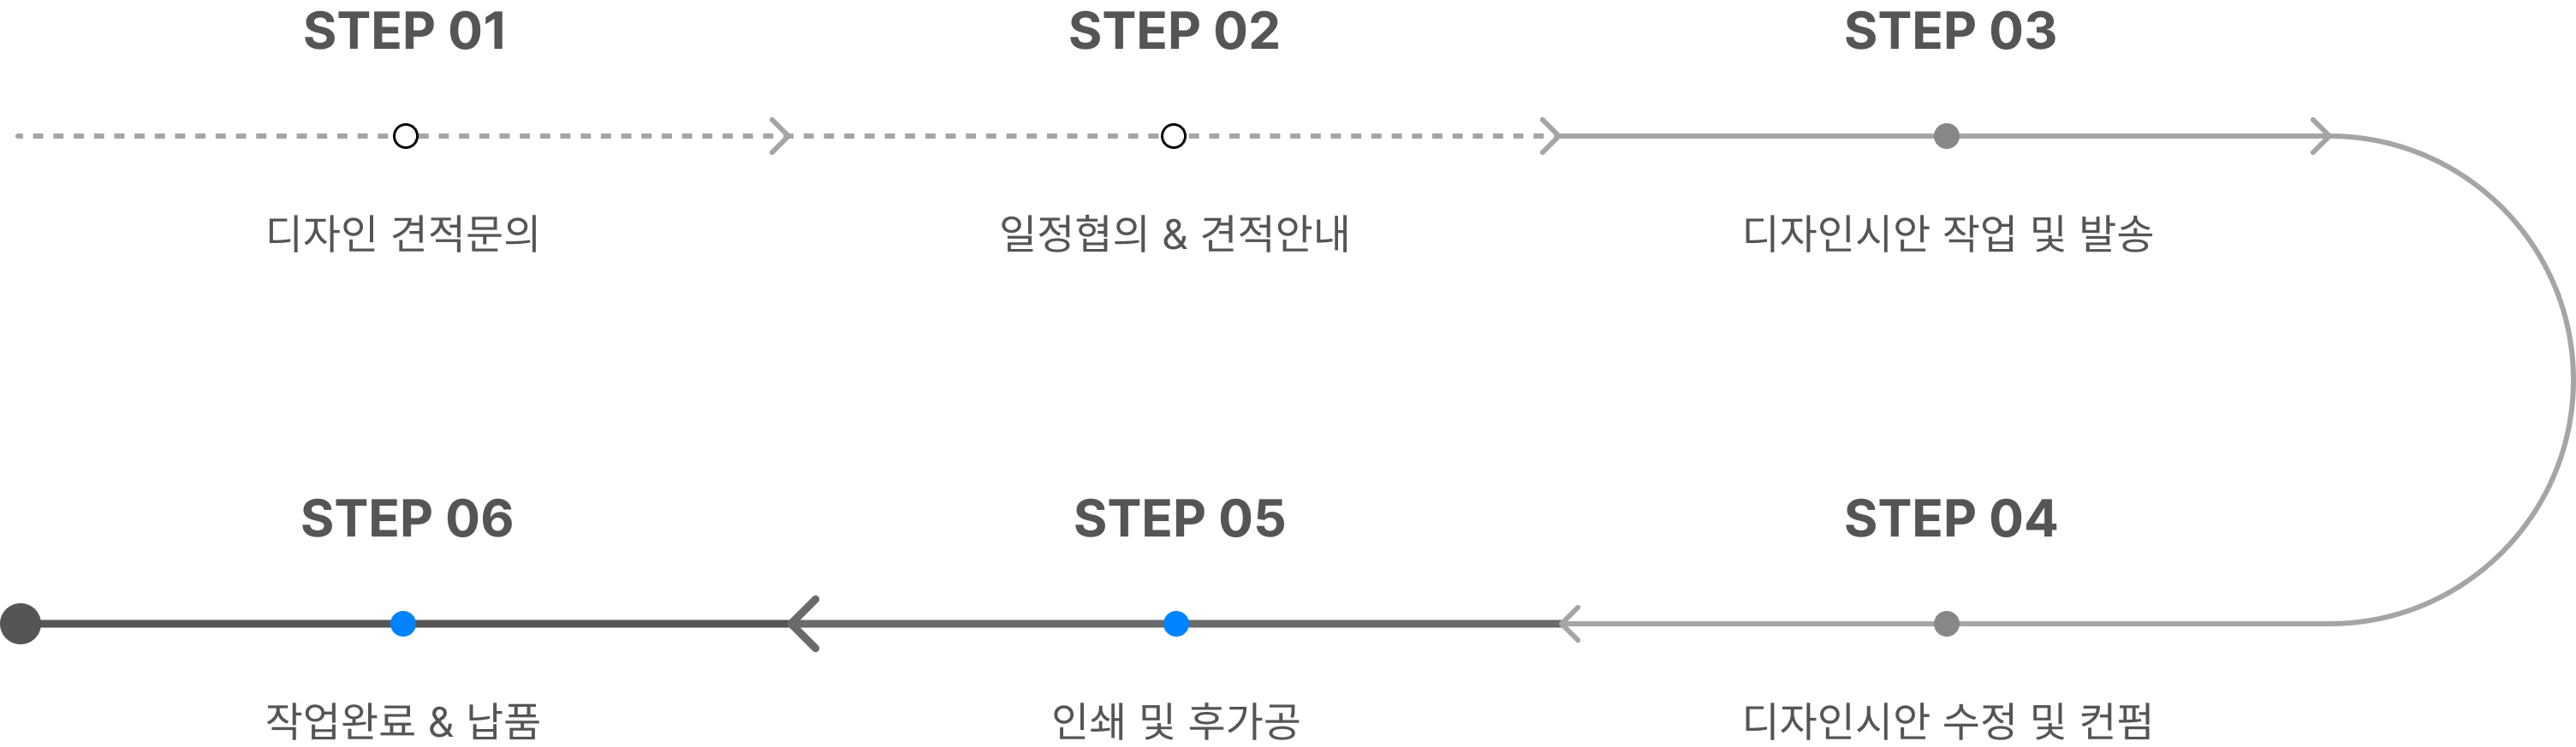 STEP 01
STEP 02
STEP 03
디자인 견적문의
일정협의 & 견적안내
디자인시안 작업 및 발송
STEP 06
STEP 05
STEP 04
작업완료 & 납품
인쇄 및 후가공
디자인시안 수정 및 컨펌